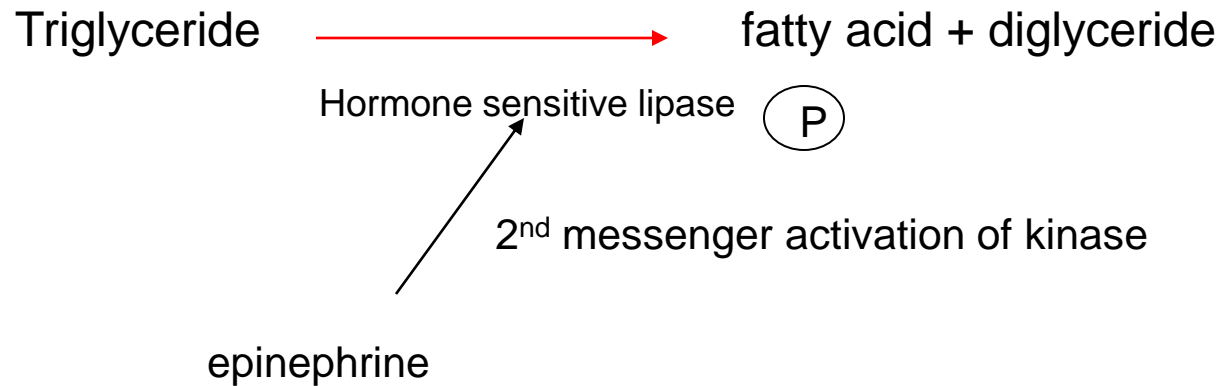 Triglyceride fatty acid + diglyceride
Hormone sensitive lipase P
2nd messenger activation of kinase
epinephrine